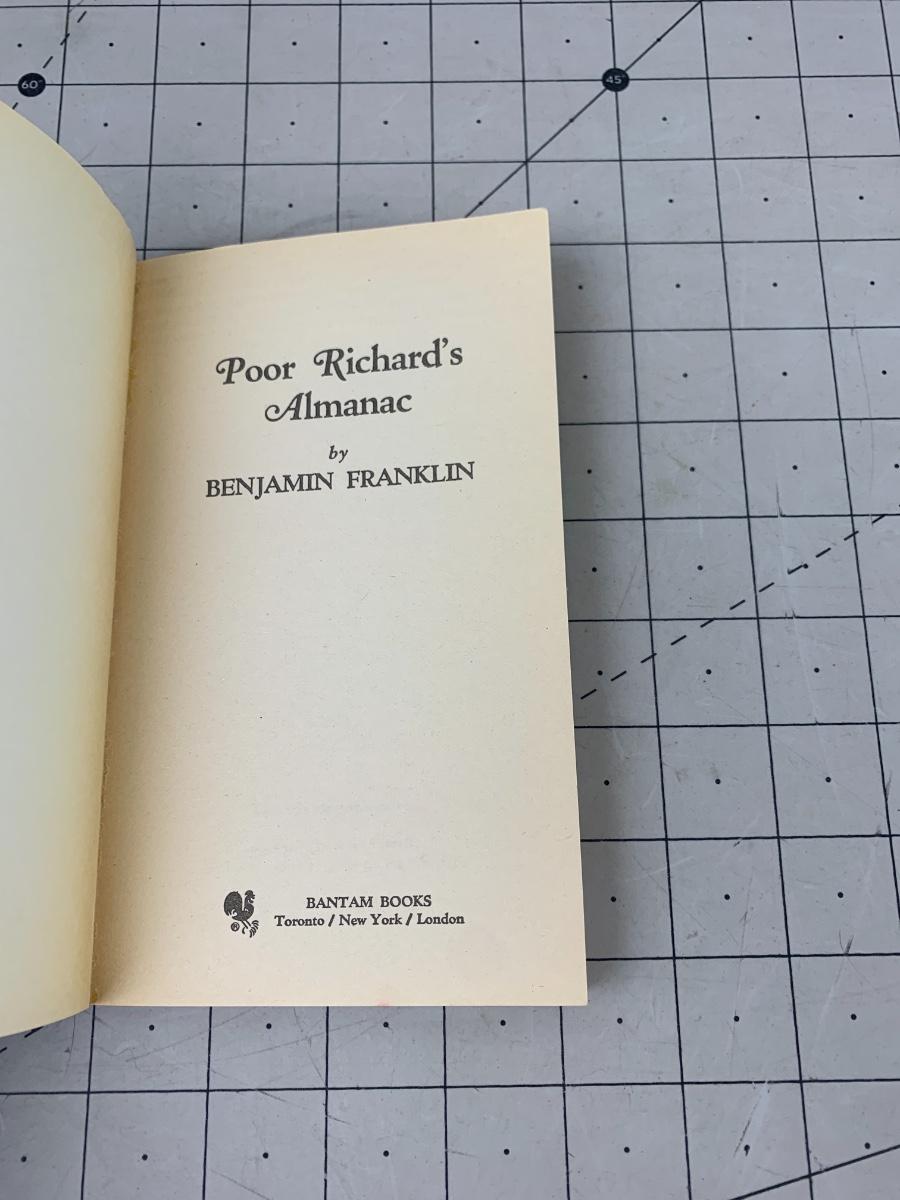 60°
45°
Poor Richard's
Almanac
by
BENJAMIN FRANKLIN
®
BANTAM BOOKS
Toronto / New York / London